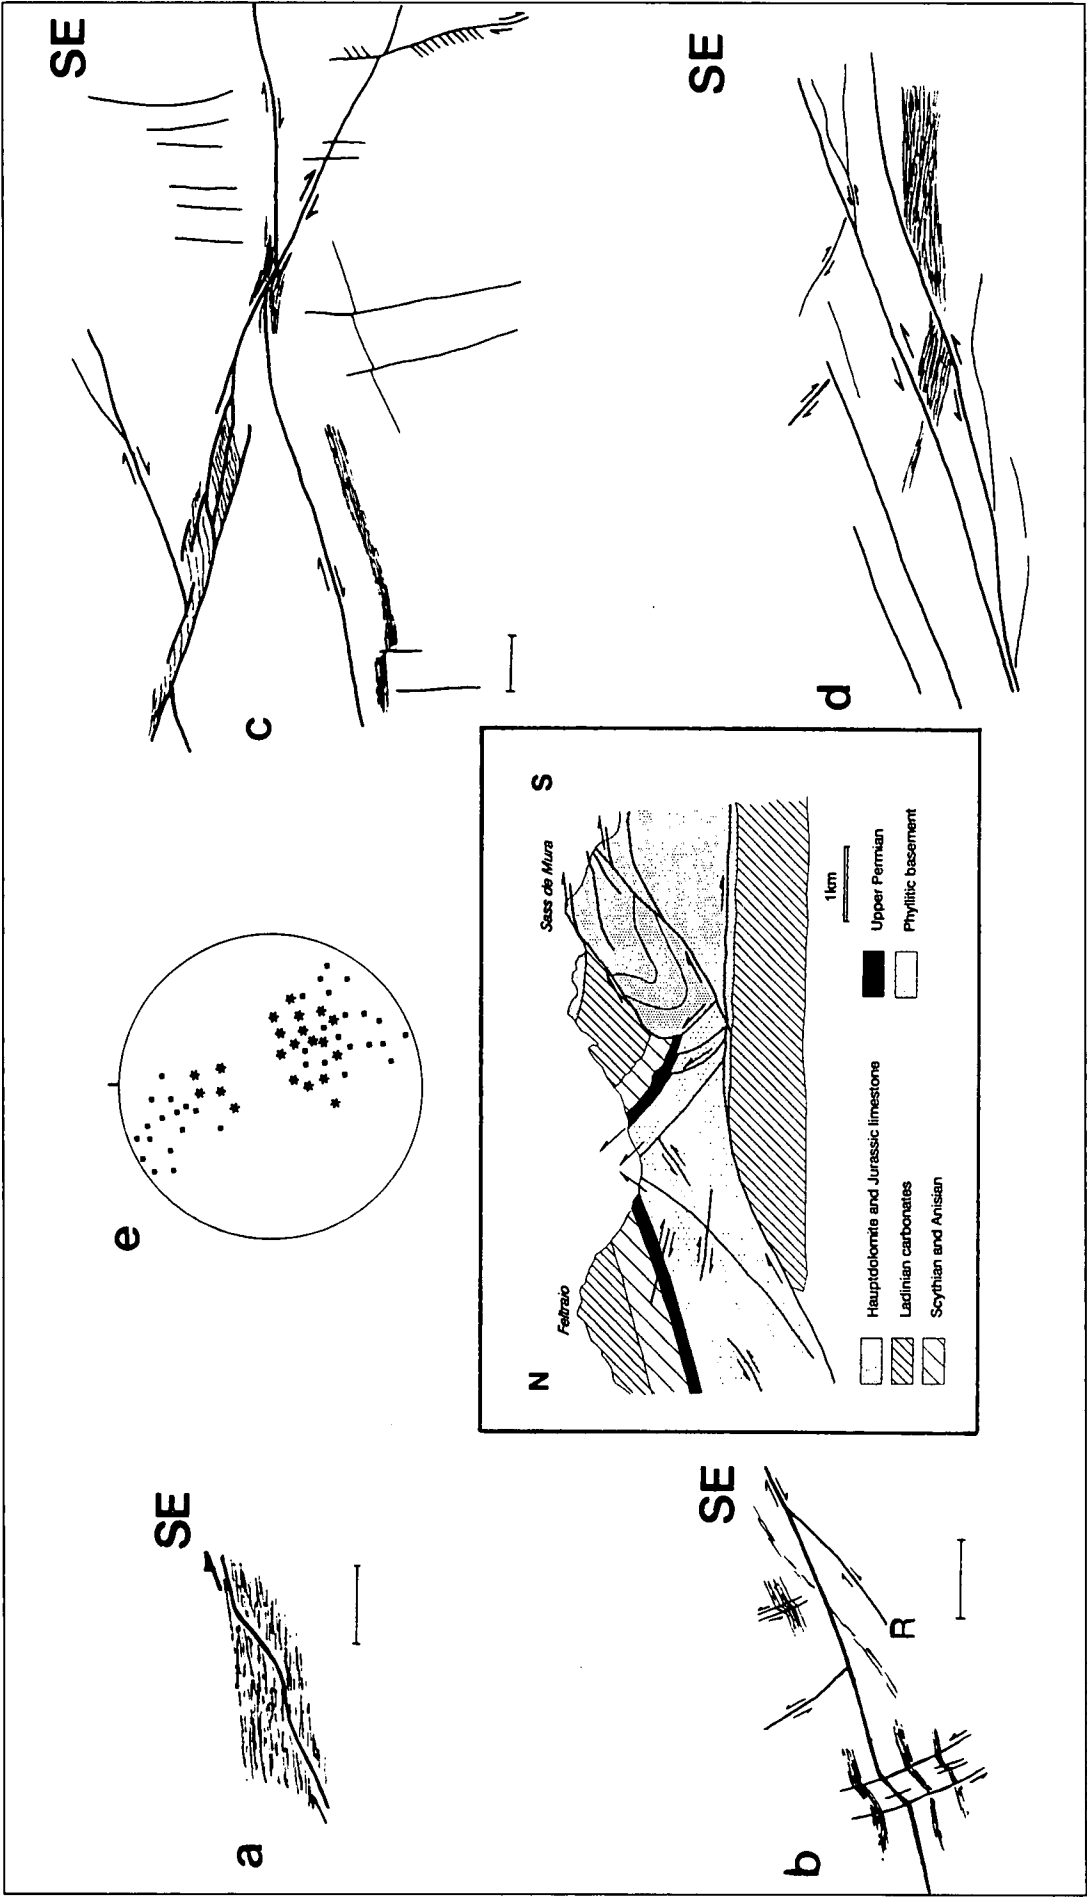 a
SE
e
c
SE
b
SE
R
N
S
Feltraio
Sass de Mura
1km
Hauptdolomite and Jurassic limestone
Ladinian carbonates
Scythian and Anisian
Upper Permian
Phyllitic basement
d
SE